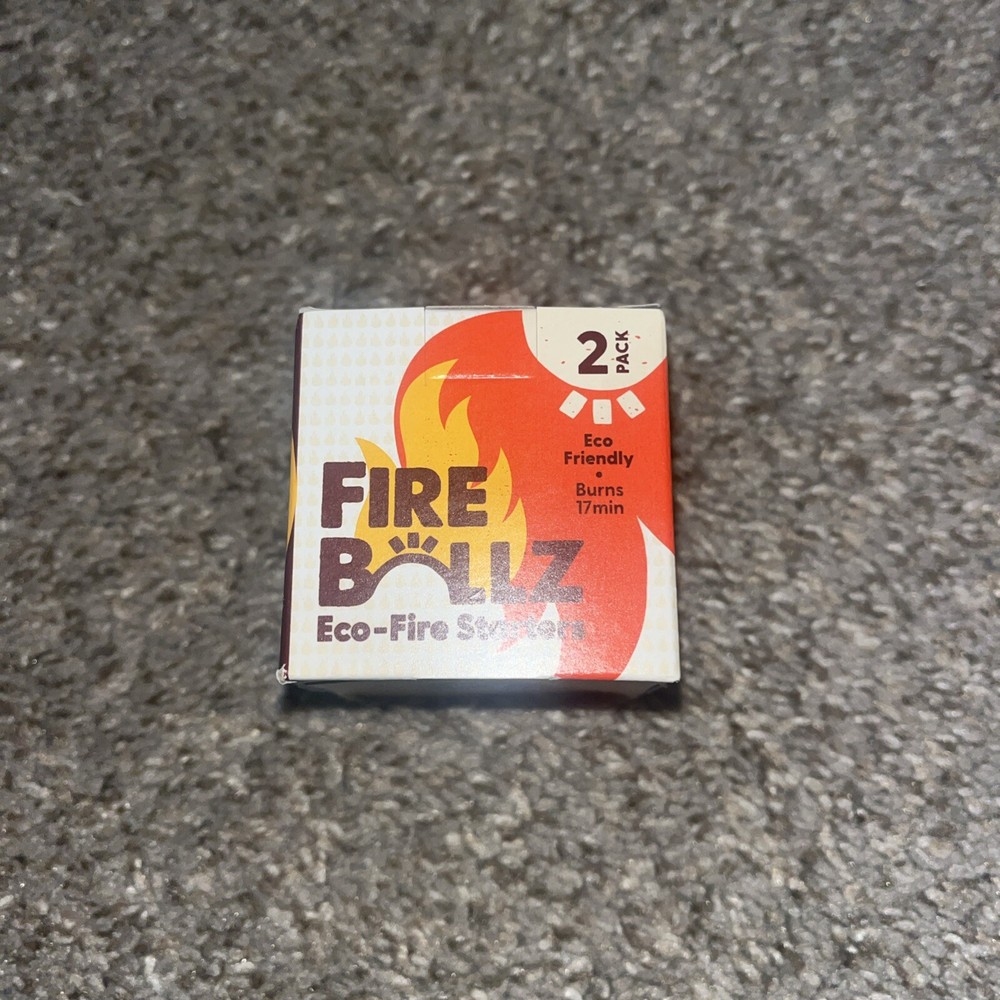 2 PACK
Eco
Friendly
•
Burns
17min
FIRE
BALLZ
Eco-Fire Starters